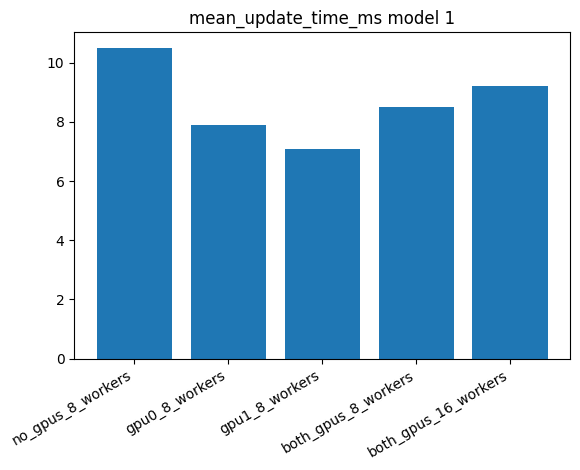 mean_update_time_ms model 1
10
8
6
4
2
0
no_gpus_8_workers
gpu0_8_workers
gpu1_8_workers
both_gpus_8_workers
both_gpus_16_workers